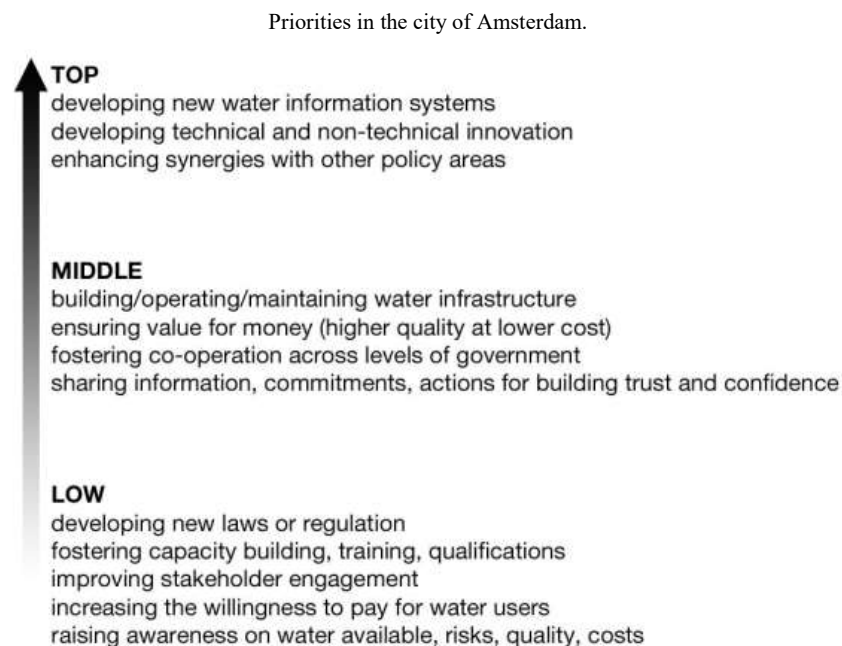 Priorities in the city of Amsterdam.
TOP
developing new water information systems
developing technical and non-technical innovation
enhancing synergies with other policy areas
MIDDLE
building/operating/maintaining water infrastructure
ensuring value for money (higher quality at lower cost)
fostering co-operation across levels of government
sharing information, commitments, actions for building trust and confidence
LOW
developing new laws or regulation
fostering capacity building, training, qualifications
improving stakeholder engagement
increasing the willingness to pay for water users
raising awareness on water available, risks, quality, costs